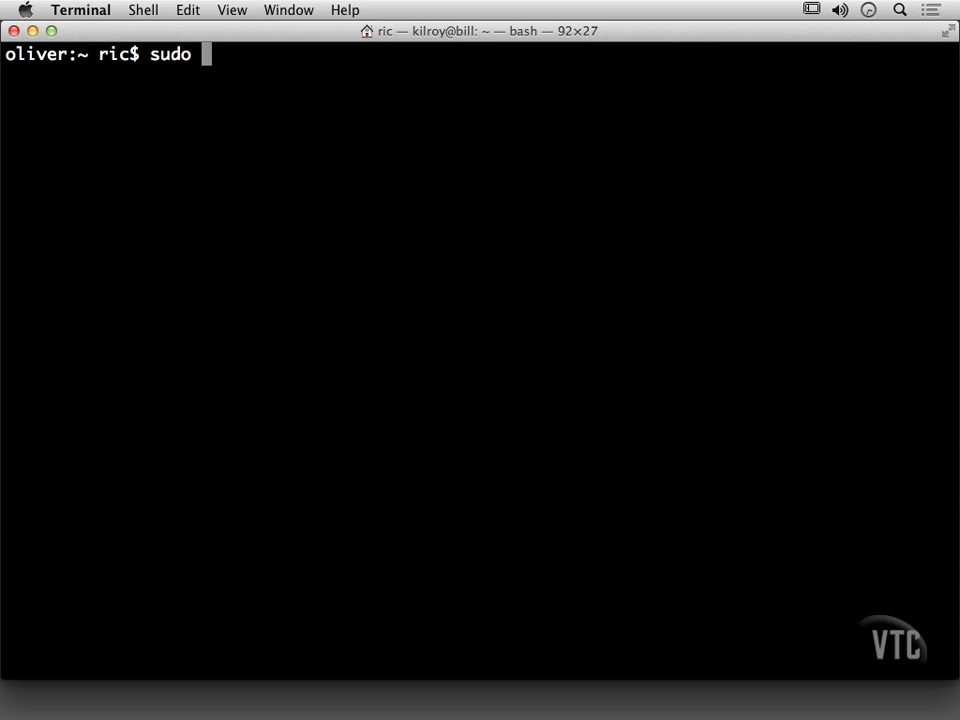 Terminal Shell Edit View Window Help
ric — kilroy@bill: ~ — bash — 92×27
oliver:~ ric$ sudo
VTC